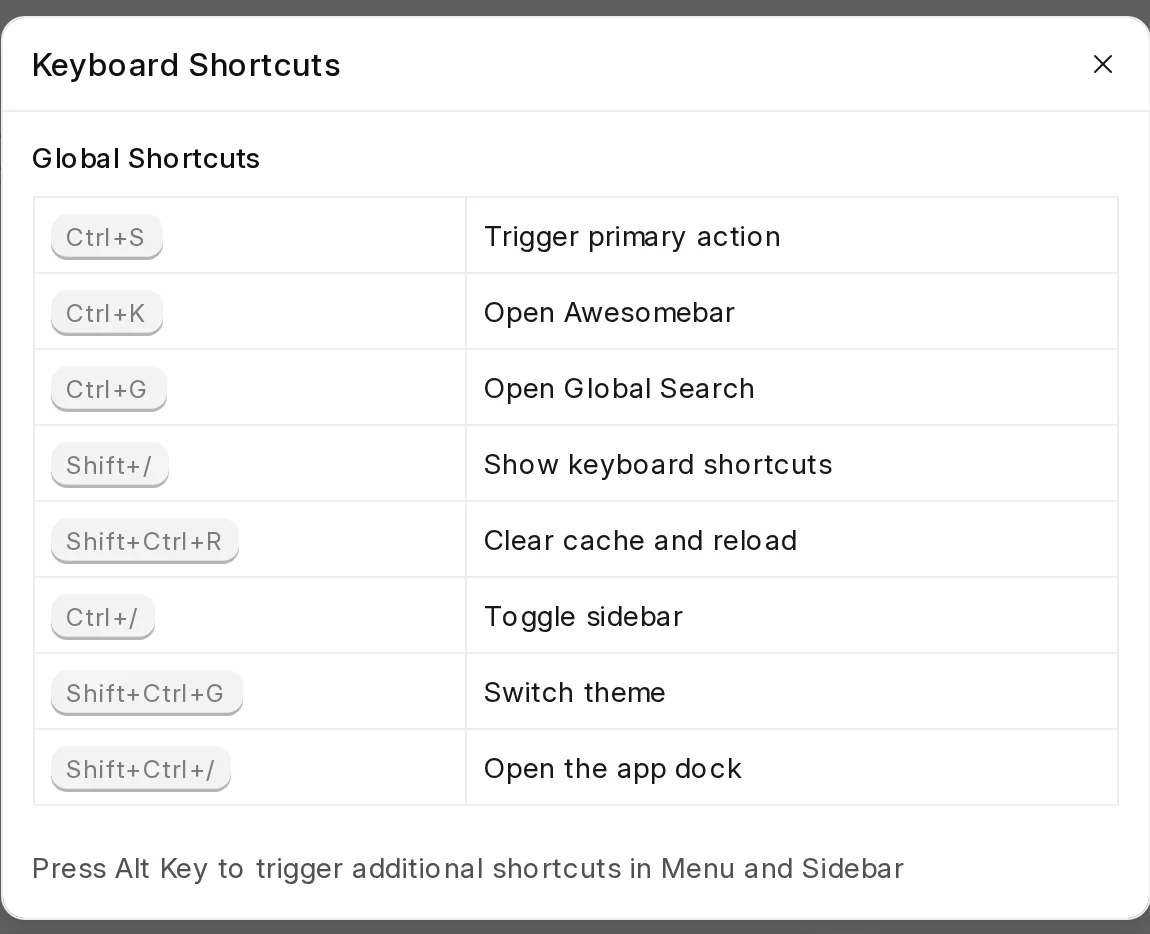 Keyboard Shortcuts
Global Shortcuts
Ctrl+S Trigger primary action
Ctrl+K Open Awesomebar
Ctrl+G Open Global Search
Shift+/ Show keyboard shortcuts
Shift+Ctrl+R Clear cache and reload
Ctrl+/ Toggle sidebar
Shift+Ctrl+G Switch theme
Shift+Ctrl+/ Open the app dock
Press Alt Key to trigger additional shortcuts in Menu and Sidebar